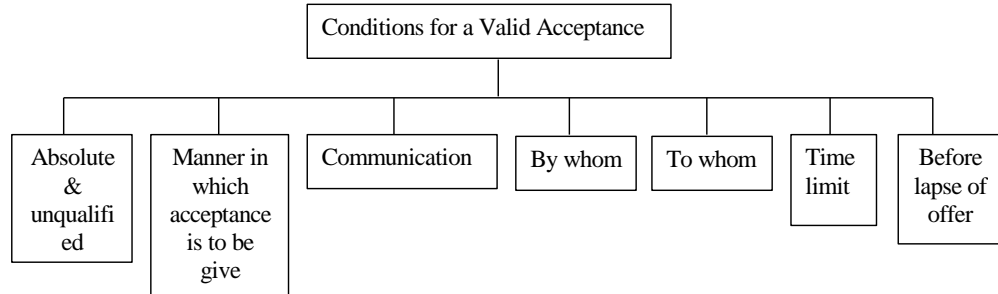 Conditions for a Valid Acceptance
Absolute
&
unqualifi
ed
Manner in
which
acceptance
is to be
give
Communication
By whom
To whom
Time
limit
Before
lapse of
offer